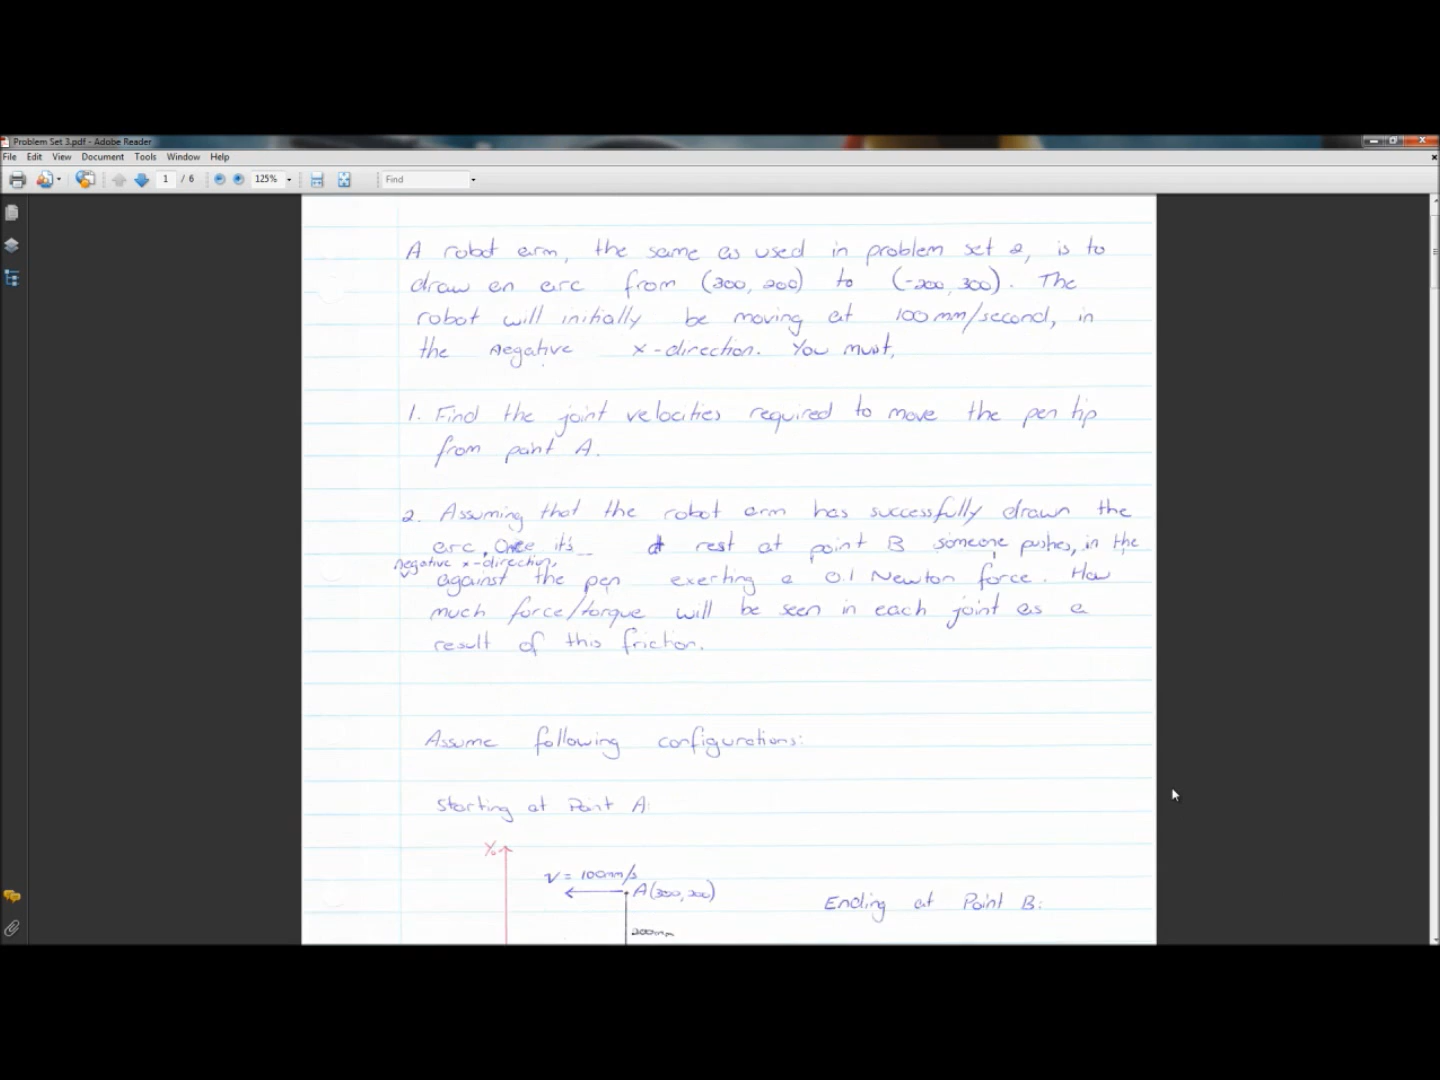 Problem Set 3.pdf - Adobe Reader
File Edit View Document Tools Window Help
1 / 6 125% Find
A robot arm, the same as used in problem set 2, is to
draw an arc from (300, 200) to (-200, 300). The
robot will initially be moving at 100 mm/second, in
the negative x-direction. You must,
1. Find the joint velocities required to move the pen tip
from point A.
2. Assuming that the robot arm has successfully drawn the
arc, Once it's at rest at point B someone pushes, in the
negative x-direction,
against the pen exerting a 0.1 Newton force. How
much force/torque will be seen in each joint as a
result of this friction.
Assume following configurations:
Starting at Point A:
Y₀
V = 100mm/s
A(300, 200)
Ending at Point B:
200mm